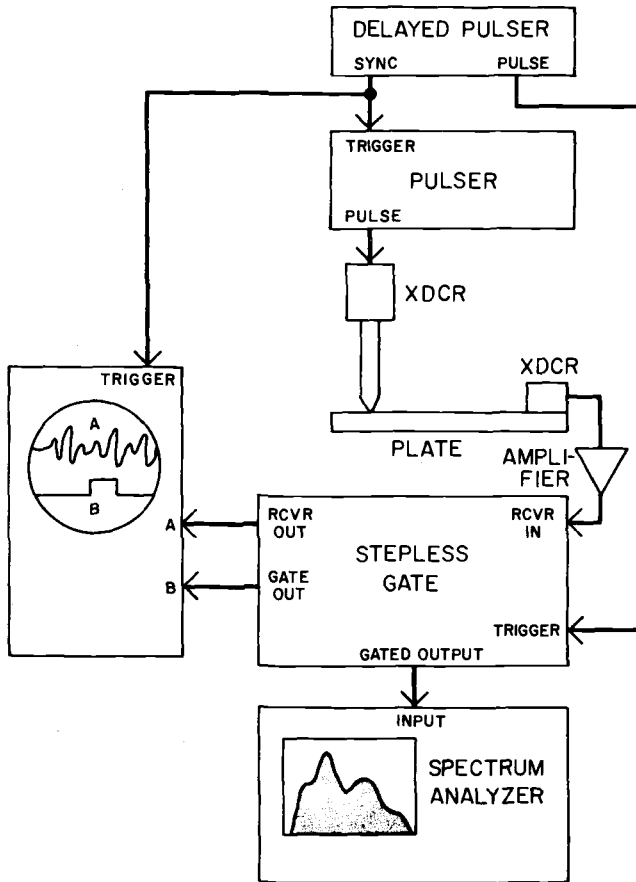 DELAYED PULSER
SYNC PULSE
TRIGGER
PULSER
PULSE
XDCR
TRIGGER
A
B
XDCR
PLATE
AMPLI-
FIER
A
B
RCVR
OUT
GATE
OUT
STEPLESS
GATE
RCVR
IN
TRIGGER
GATED OUTPUT
INPUT
SPECTRUM
ANALYZER